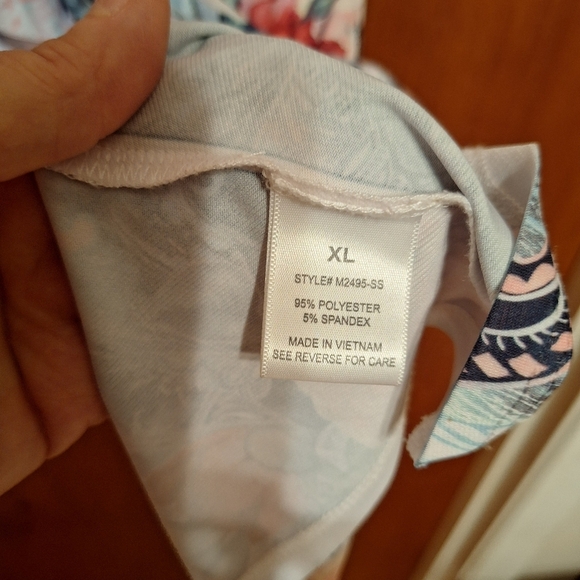 XL
STYLE# M2495-SS
95% POLYESTER
5% SPANDEX
MADE IN VIETNAM
SEE REVERSE FOR CARE